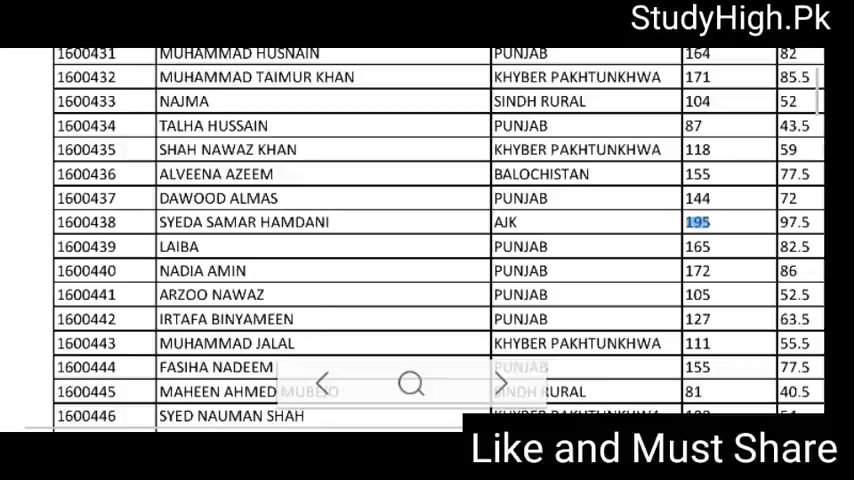 StudyHigh.Pk
1600431 MUHAMMAD HUSNAIN PUNJAB 164 82
1600432 MUHAMMAD TAIMUR KHAN KHYBER PAKHTUNKHWA 171 85.5
1600433 NAJMA SINDH RURAL 104 52
1600434 TALHA HUSSAIN PUNJAB 87 43.5
1600435 SHAH NAWAZ KHAN KHYBER PAKHTUNKHWA 118 59
1600436 ALVEENA AZEEM BALOCHISTAN 155 77.5
1600437 DAWOOD ALMAS PUNJAB 144 72
1600438 SYEDA SAMAR HAMDANI AJK 195 97.5
1600439 LAIBA PUNJAB 165 82.5
1600440 NADIA AMIN PUNJAB 172 86
1600441 ARZOO NAWAZ PUNJAB 105 52.5
1600442 IRTAFA BINYAMEEN PUNJAB 127 63.5
1600443 MUHAMMAD JALAL KHYBER PAKHTUNKHWA 111 55.5
1600444 FASIHA NADEEM PUNJAB 155 77.5
1600445 MAHEEN AHMED SINDH RURAL 81 40.5
1600446 SYED NAUMAN SHAH KHYBER PAKHTUNKHWA
Like and Must Share